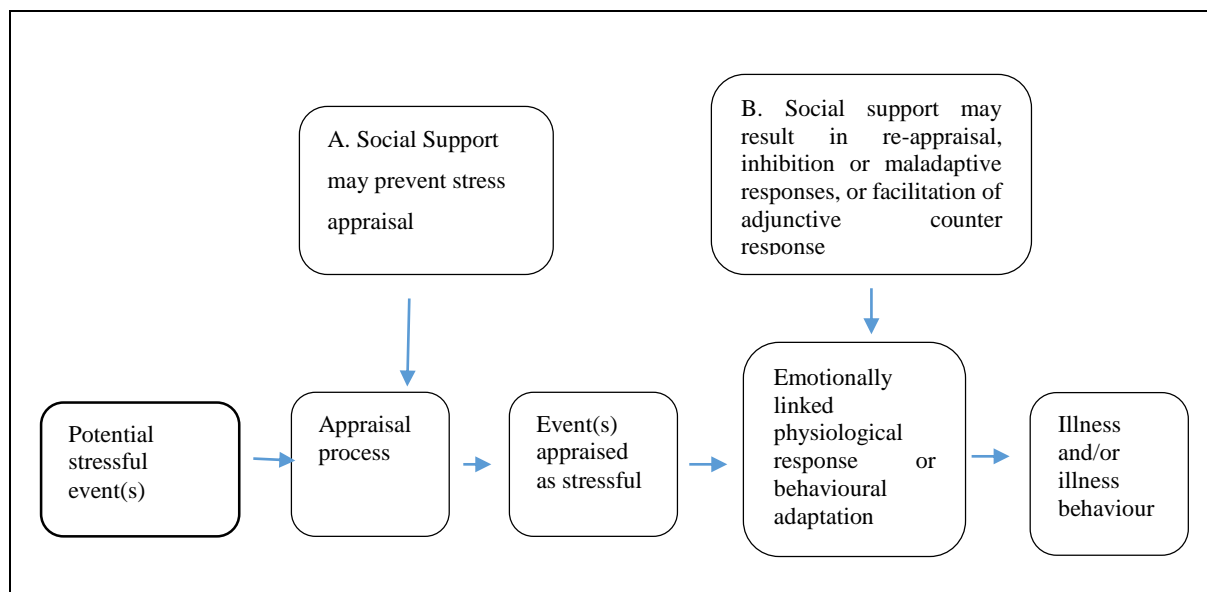 A. Social Support
may prevent stress
appraisal
B. Social support may
result in re-appraisal,
inhibition or maladaptive
responses, or facilitation of
adjunctive counter
response
Potential
stressful
event(s)
Appraisal
process
Event(s)
appraised
as stressful
Emotionally
linked
physiological
response or
behavioural
adaptation
Illness
and/or
illness
behaviour